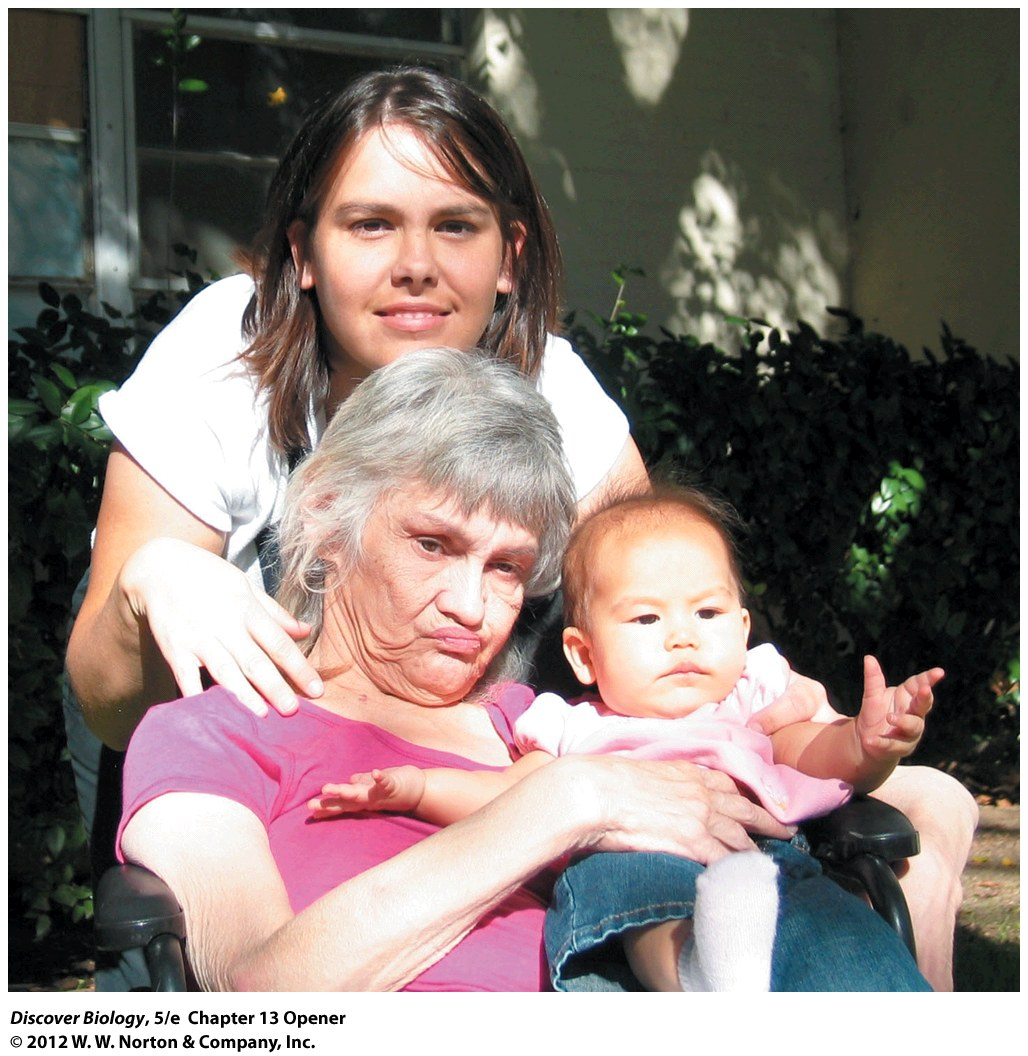 Discover Biology, 5/e Chapter 13 Opener
© 2012 W. W. Norton & Company, Inc.